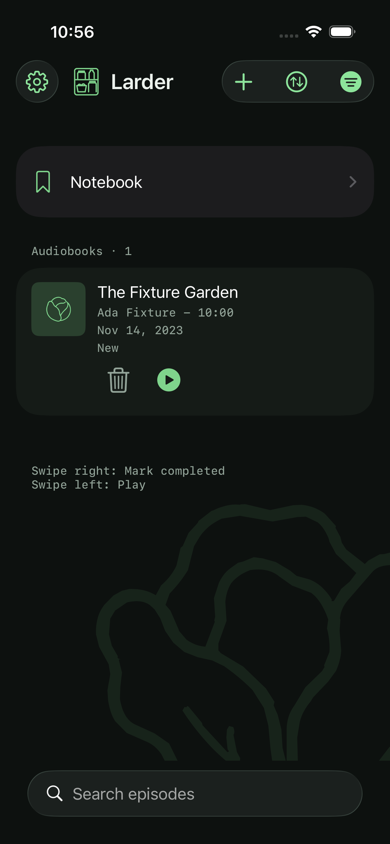 10:56
Larder
Notebook
Audiobooks · 1
The Fixture Garden
Ada Fixture — 10:00
Nov 14, 2023
New
Swipe right: Mark completed
Swipe left: Play
Search episodes